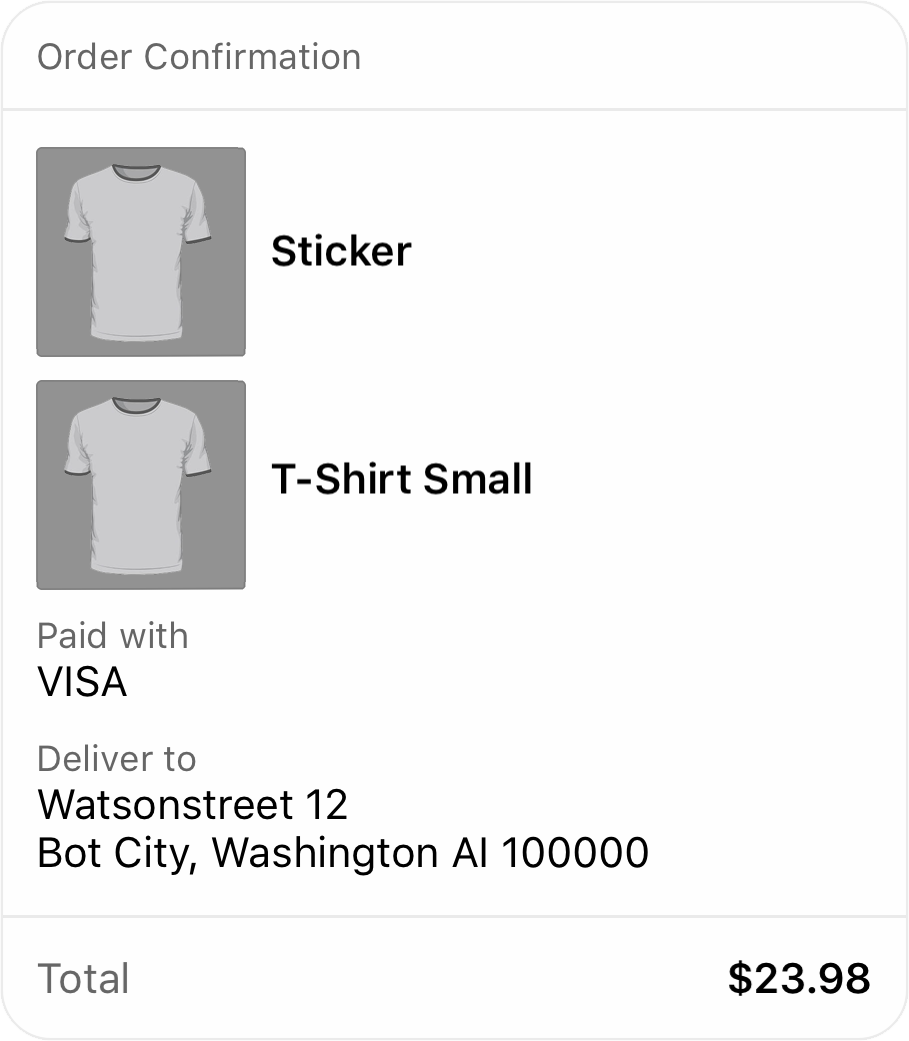 Order Confirmation
Sticker
T-Shirt Small
Paid with
VISA
Deliver to
Watsonstreet 12
Bot City, Washington AI 100000
Total $23.98